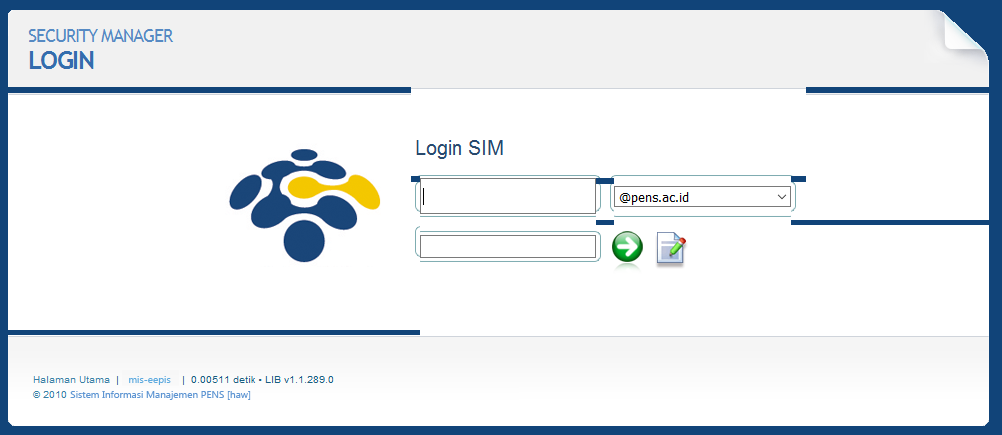 SECURITY MANAGER
LOGIN
Login SIM
@pens.ac.id
Halaman Utama | mis-eepis | 0.00511 detik • LIB v1.1.289.0
© 2010 Sistem Informasi Manajemen PENS [haw]